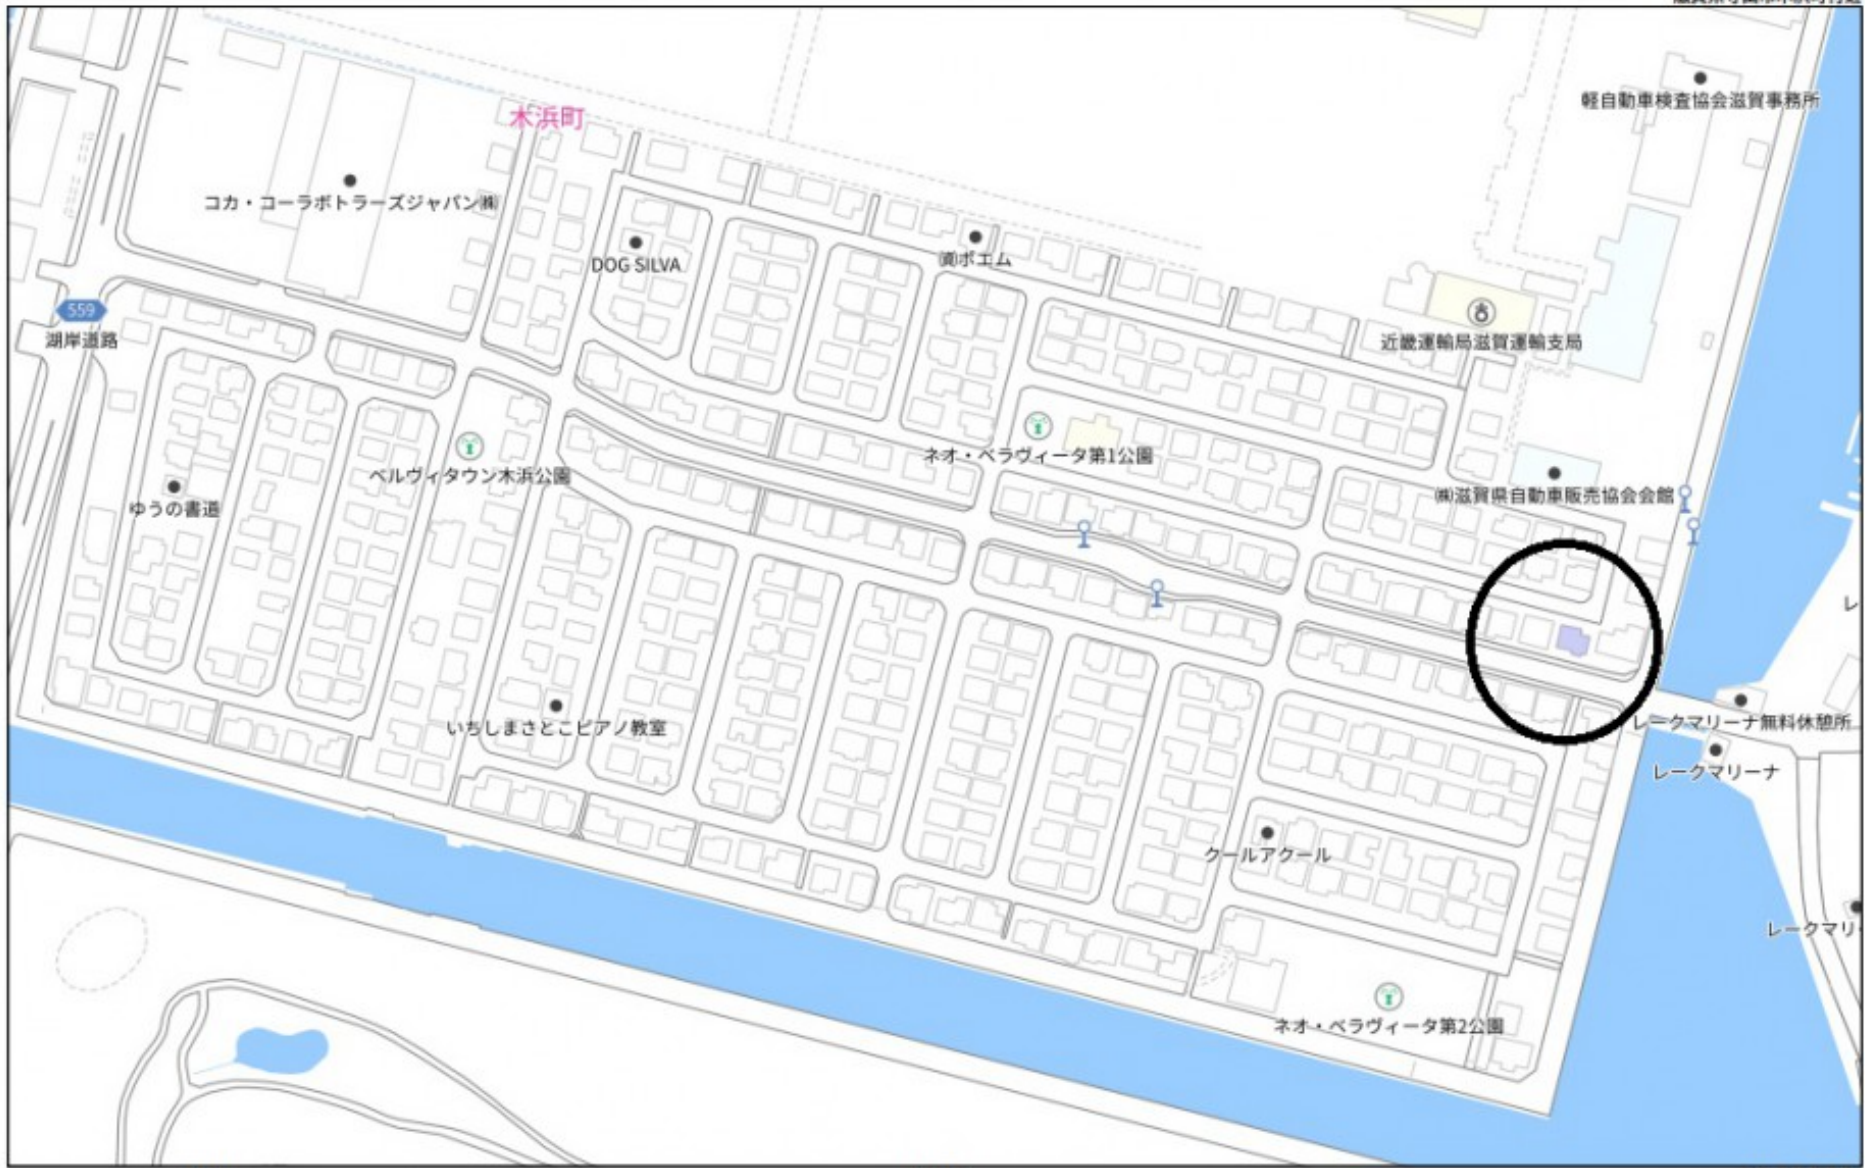 軽自動車検査協会滋賀事務所
木浜町
コカ・コーラボトラーズジャパン㈱
DOG SILVA
㈲ポエム
559
湖岸道路
近畿運輸局滋賀運輸支局
ネオ・ベラヴィータ第1公園
ベルヴィタウン木浜公園
㈱滋賀県自動車販売協会会館
ゆうの書道
レ
いちしまさとこピアノ教室
レークマリーナ無料休憩所
レークマリーナ
クールアクール
レークマリ
ネオ・ベラヴィータ第2公園